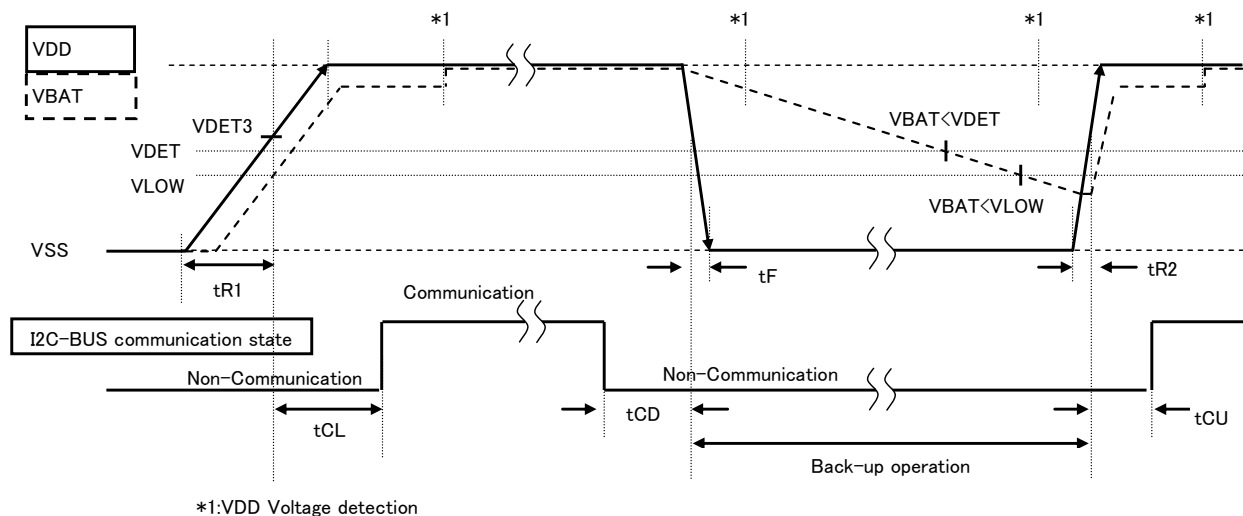 *1 *1 *1 *1
VDD
VBAT
VDET3
VBAT<VDET
VDET
VLOW
VBAT<VLOW
VSS
tR1
tF
tR2
Communication
I2C-BUS communication state
Non-Communication
Non-Communication
tCL
tCD
tCU
Back-up operation
*1:VDD Voltage detection